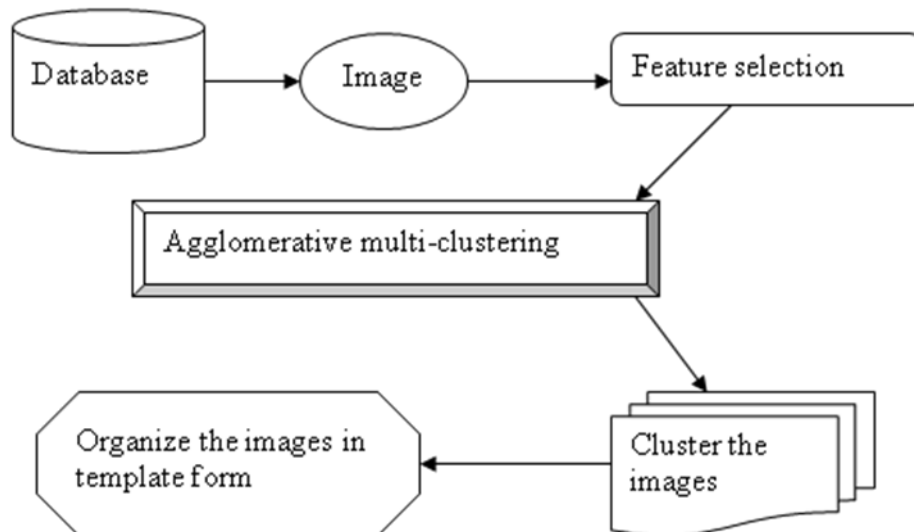 Database
Image
Feature selection
Agglomerative multi-clustering
Cluster the
images
Organize the images in
template form